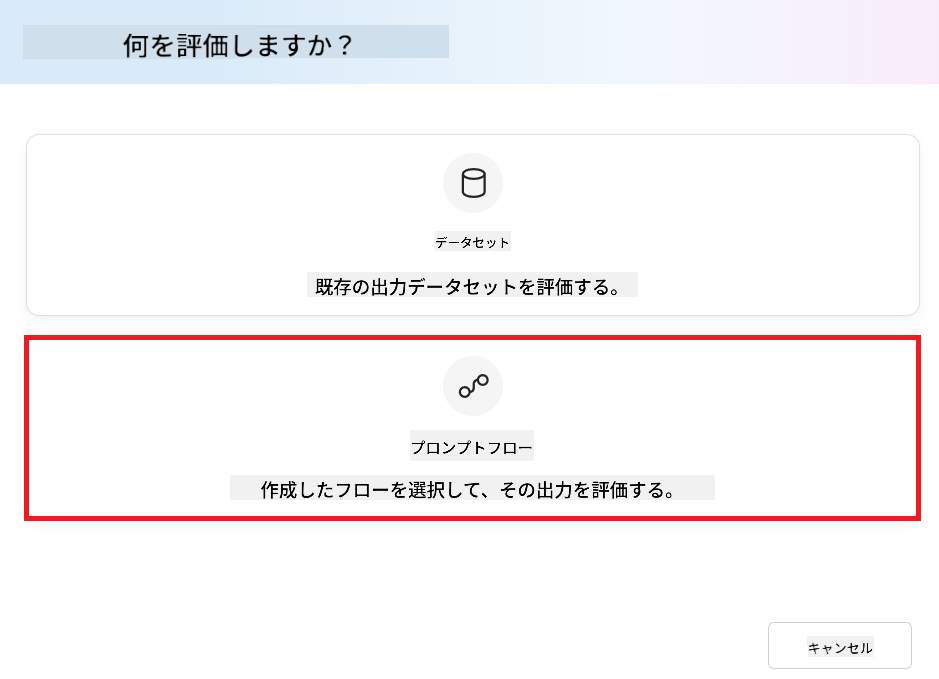 何を評価しますか？
データセット
既存の出力データセットを評価する。
プロンプトフロー
作成したフローを選択して、その出力を評価する。
キャンセル